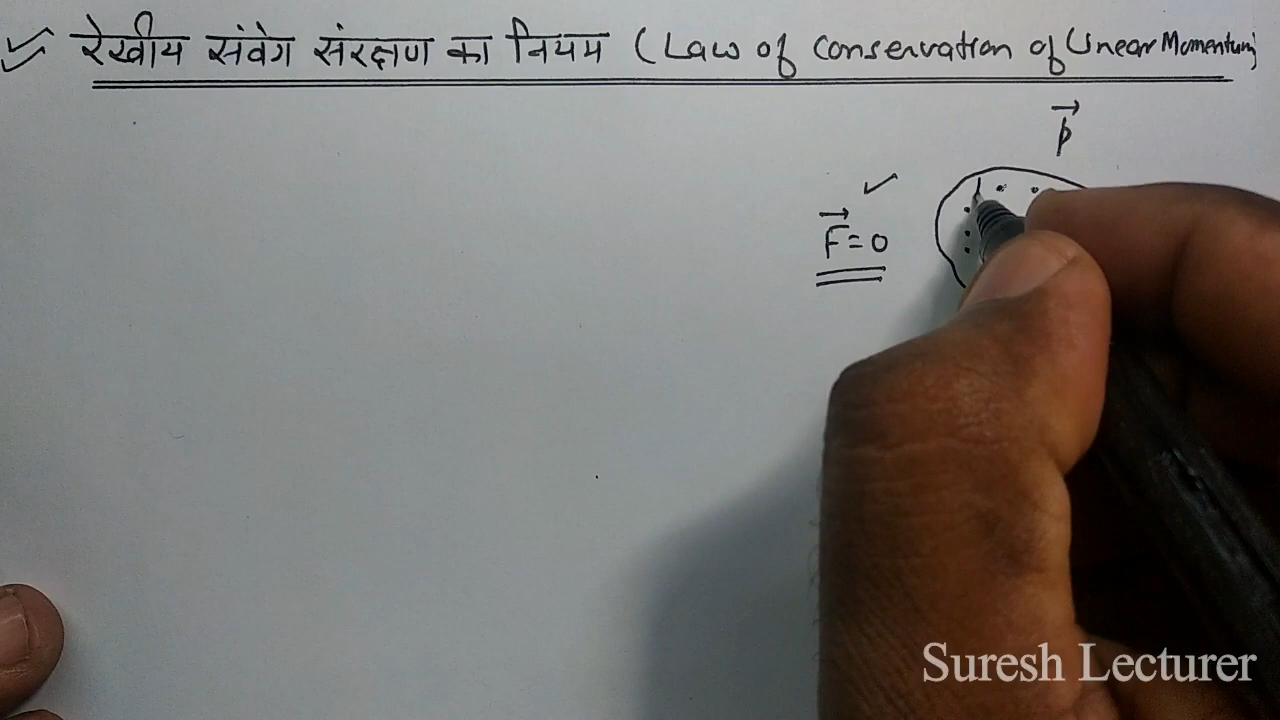 रेखीय संवेग संरक्षण का नियम (Law of Conservation of Linear Momentum)
p
F = 0
Suresh Lecturer